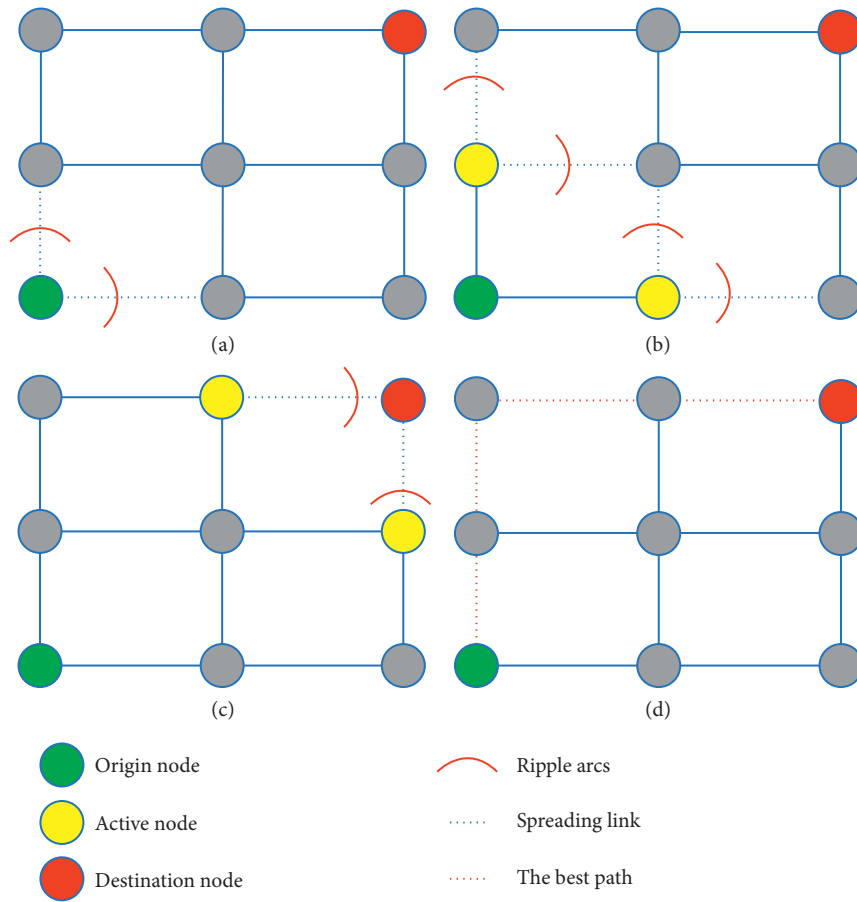 (a)
(b)
(c)
(d)
Origin node
Ripple arcs
Active node
Spreading link
Destination node
The best path